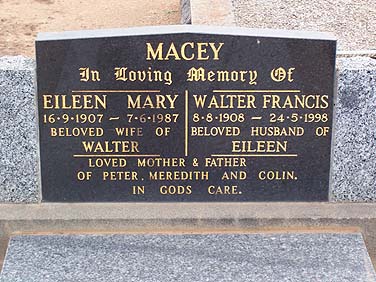 MACEY
In Loving Memory Of
EILEEN MARY
16-9-1907 - 7-6-1987
BELOVED WIFE OF
WALTER
WALTER FRANCIS
8-8-1908 - 24-5-1998
BELOVED HUSBAND OF
EILEEN
LOVED MOTHER & FATHER
OF PETER, MEREDITH AND COLIN.
IN GODS CARE.